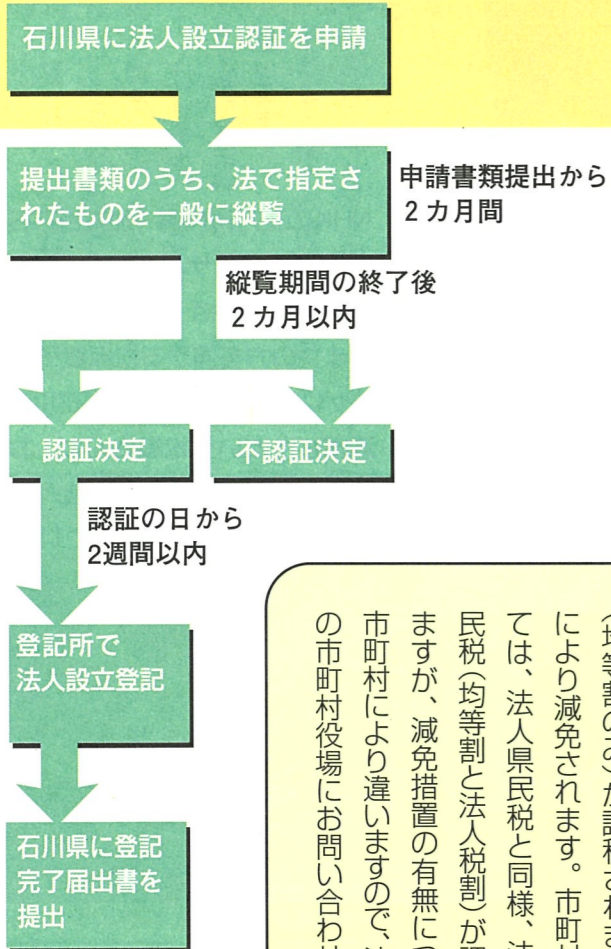 石川県に法人設立認証を申請
提出書類のうち、法で指定さ
れたものを一般に縦覧
申請書類提出から
2カ月間
縦覧期間の終了後
2カ月以内
認証決定
不認証決定
認証の日から
2週間以内
登記所で
法人設立登記
石川県に登記
完了届出書を
提出
により減免されます。市町村
ては、法人県民税と同様、法
民税(均等割と法人税割)が
ますが、減免措置の有無に
市町村により違いますので、
の市町村役場にお問い合わ